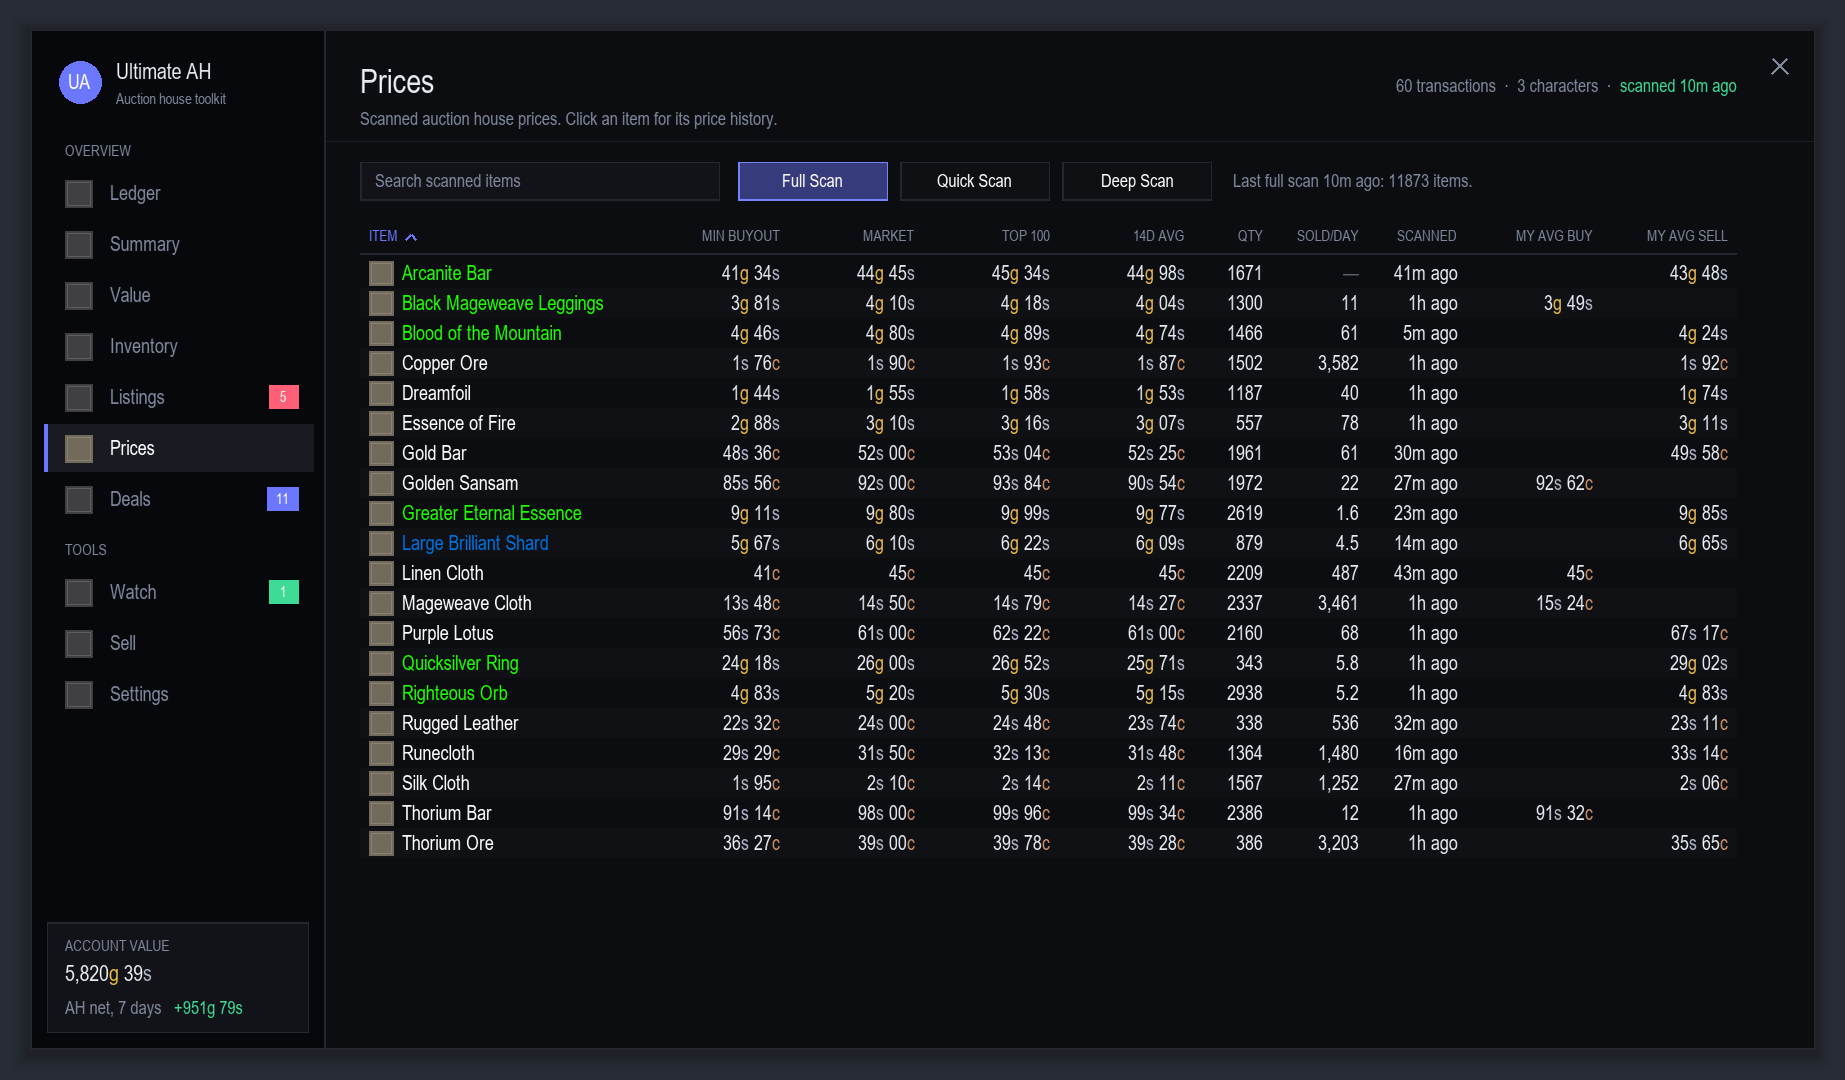 UA
Ultimate AH
Auction house toolkit
OVERVIEW
Ledger
Summary
Value
Inventory
Listings 5
Prices
Deals 11
TOOLS
Watch 1
Sell
Settings
ACCOUNT VALUE
5,820g 39s
AH net, 7 days +951g 79s
Prices
Scanned auction house prices. Click an item for its price history.
60 transactions · 3 characters · scanned 10m ago
Search scanned items Full Scan Quick Scan Deep Scan Last full scan 10m ago: 11873 items.
ITEM MIN BUYOUT MARKET TOP 100 14D AVG QTY SOLD/DAY SCANNED MY AVG BUY MY AVG SELL
Arcanite Bar 41g 34s 44g 45s 45g 34s 44g 98s 1671 — 41m ago 43g 48s
Black Mageweave Leggings 3g 81s 4g 10s 4g 18s 4g 04s 1300 11 1h ago 3g 49s
Blood of the Mountain 4g 46s 4g 80s 4g 89s 4g 74s 1466 61 5m ago 4g 24s
Copper Ore 1s 76c 1s 90c 1s 93c 1s 87c 1502 3,582 1h ago 1s 92c
Dreamfoil 1g 44s 1g 55s 1g 58s 1g 53s 1187 40 1h ago 1g 74s
Essence of Fire 2g 88s 3g 10s 3g 16s 3g 07s 557 78 1h ago 3g 11s
Gold Bar 48s 36c 52s 00c 53s 04c 52s 25c 1961 61 30m ago 49s 58c
Golden Sansam 85s 56c 92s 00c 93s 84c 90s 54c 1972 22 27m ago 92s 62c
Greater Eternal Essence 9g 11s 9g 80s 9g 99s 9g 77s 2619 1.6 23m ago 9g 85s
Large Brilliant Shard 5g 67s 6g 10s 6g 22s 6g 09s 879 4.5 14m ago 6g 65s
Linen Cloth 41c 45c 45c 45c 2209 487 43m ago 45c
Mageweave Cloth 13s 48c 14s 50c 14s 79c 14s 27c 2337 3,461 1h ago 15s 24c
Purple Lotus 56s 73c 61s 00c 62s 22c 61s 00c 2160 68 1h ago 67s 17c
Quicksilver Ring 24g 18s 26g 00s 26g 52s 25g 71s 343 5.8 1h ago 29g 02s
Righteous Orb 4g 83s 5g 20s 5g 30s 5g 15s 2938 5.2 1h ago 4g 83s
Rugged Leather 22s 32c 24s 00c 24s 48c 23s 74c 338 536 32m ago 23s 11c
Runecloth 29s 29c 31s 50c 32s 13c 31s 48c 1364 1,480 16m ago 33s 14c
Silk Cloth 1s 95c 2s 10c 2s 14c 2s 11c 1567 1,252 27m ago 2s 06c
Thorium Bar 91s 14c 98s 00c 99s 96c 99s 34c 2386 12 1h ago 91s 32c
Thorium Ore 36s 27c 39s 00c 39s 78c 39s 28c 386 3,203 1h ago 35s 65c